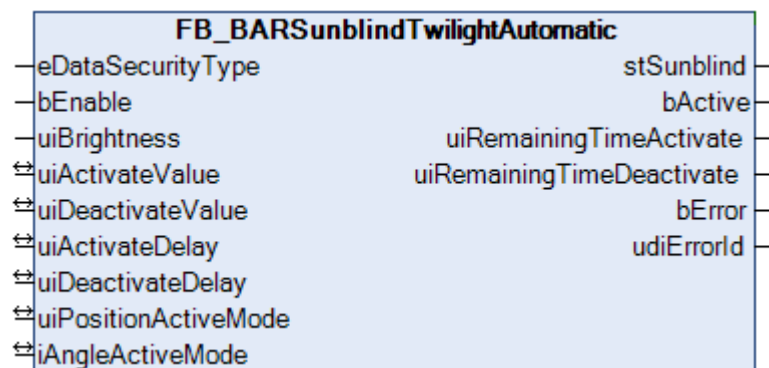 FB_BARSunblindTwilightAutomatic
eDataSecurityType stSunblind
bEnable bActive
uiBrightness uiRemainingTimeActivate
uiActivateValue uiRemainingTimeDeactivate
uiDeactivateValue bError
uiActivateDelay udiErrorId
uiDeactivateDelay
uiPositionActiveMode
iAngleActiveMode